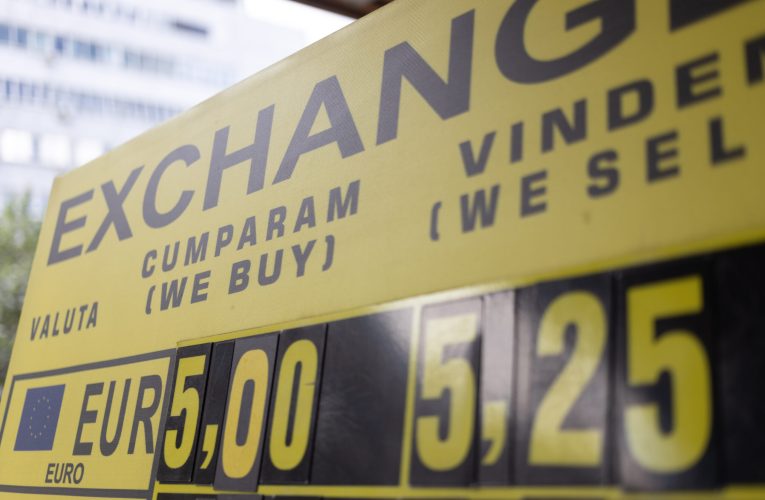 EXCHANGE
CUMPARAM VINDEM
(WE BUY) (WE SEL
VALUTA
EUR 5,00 5,25
EURO